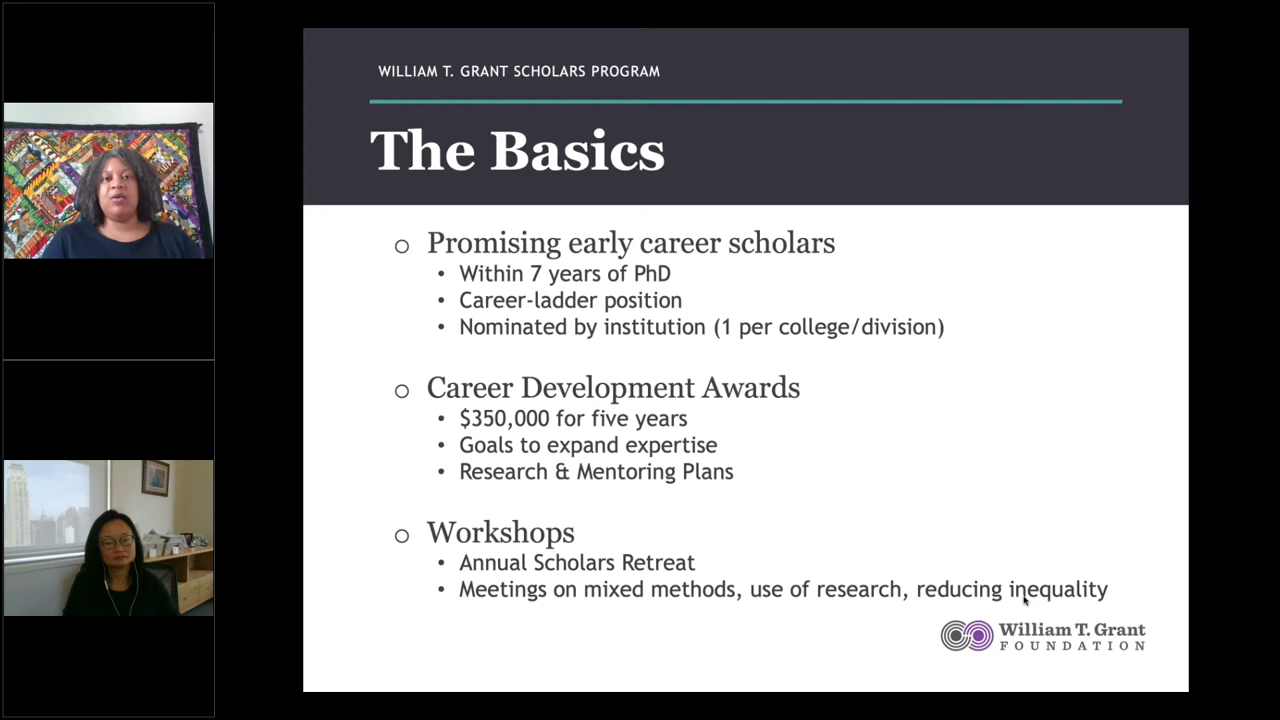 WILLIAM T. GRANT SCHOLARS PROGRAM
The Basics
o Promising early career scholars
• Within 7 years of PhD
• Career-ladder position
• Nominated by institution (1 per college/division)
o Career Development Awards
• $350,000 for five years
• Goals to expand expertise
• Research & Mentoring Plans
o Workshops
• Annual Scholars Retreat
• Meetings on mixed methods, use of research, reducing inequality
William T. Grant
FOUNDATION